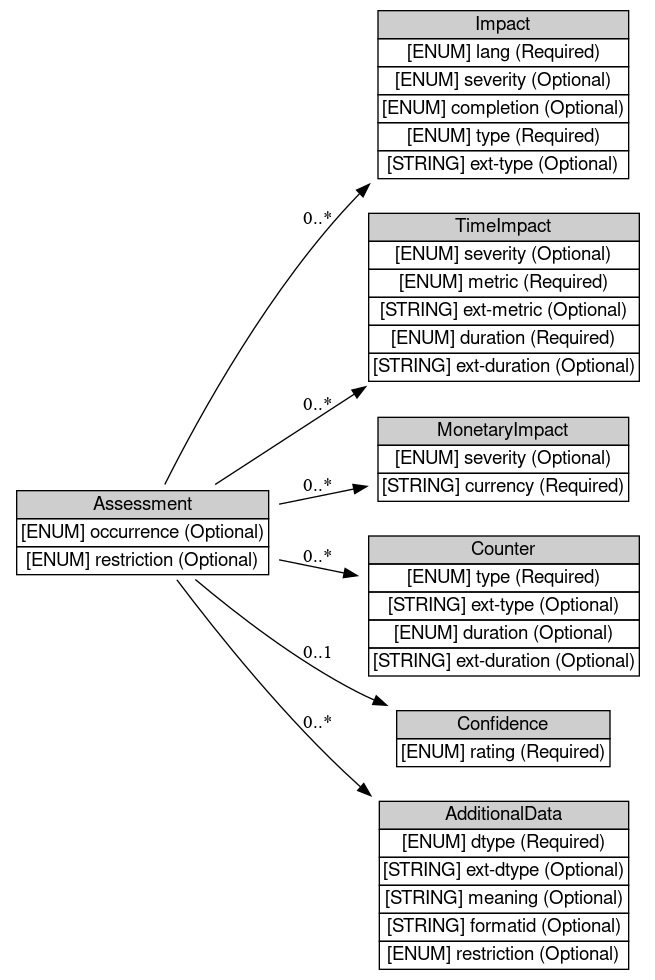 Impact
[ENUM] lang (Required)
[ENUM] severity (Optional)
[ENUM] completion (Optional)
[ENUM] type (Required)
[STRING] ext-type (Optional)
0..*
TimeImpact
[ENUM] severity (Optional)
[ENUM] metric (Required)
[STRING] ext-metric (Optional)
[ENUM] duration (Required)
[STRING] ext-duration (Optional)
0..*
MonetaryImpact
[ENUM] severity (Optional)
[STRING] currency (Required)
0..*
Assessment
[ENUM] occurrence (Optional)
[ENUM] restriction (Optional)
0..*
Counter
[ENUM] type (Required)
[STRING] ext-type (Optional)
[ENUM] duration (Optional)
[STRING] ext-duration (Optional)
0..1
Confidence
[ENUM] rating (Required)
0..*
AdditionalData
[ENUM] dtype (Required)
[STRING] ext-dtype (Optional)
[STRING] meaning (Optional)
[STRING] formatid (Optional)
[ENUM] restriction (Optional)